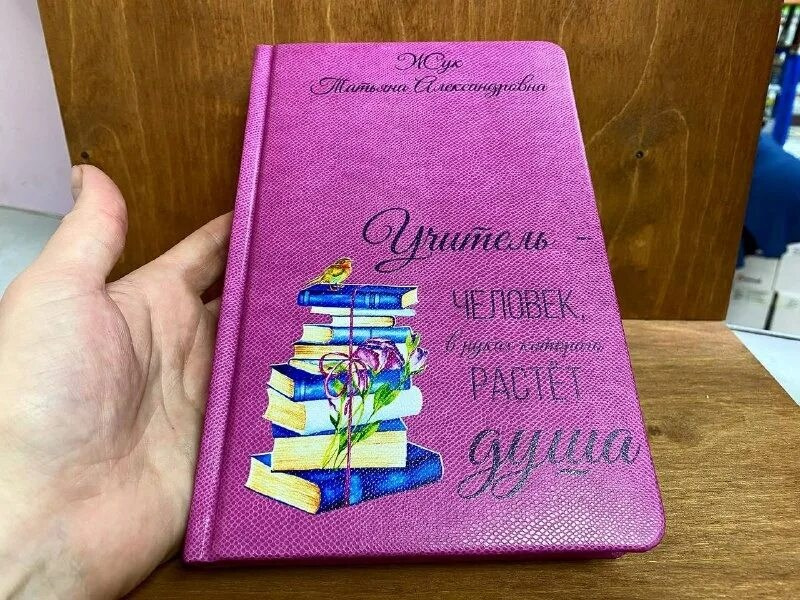 Жук
Татьяна Александровна
Учитель -
ЧЕЛОВЕК,
в руках которого
РАСТЁТ
душа